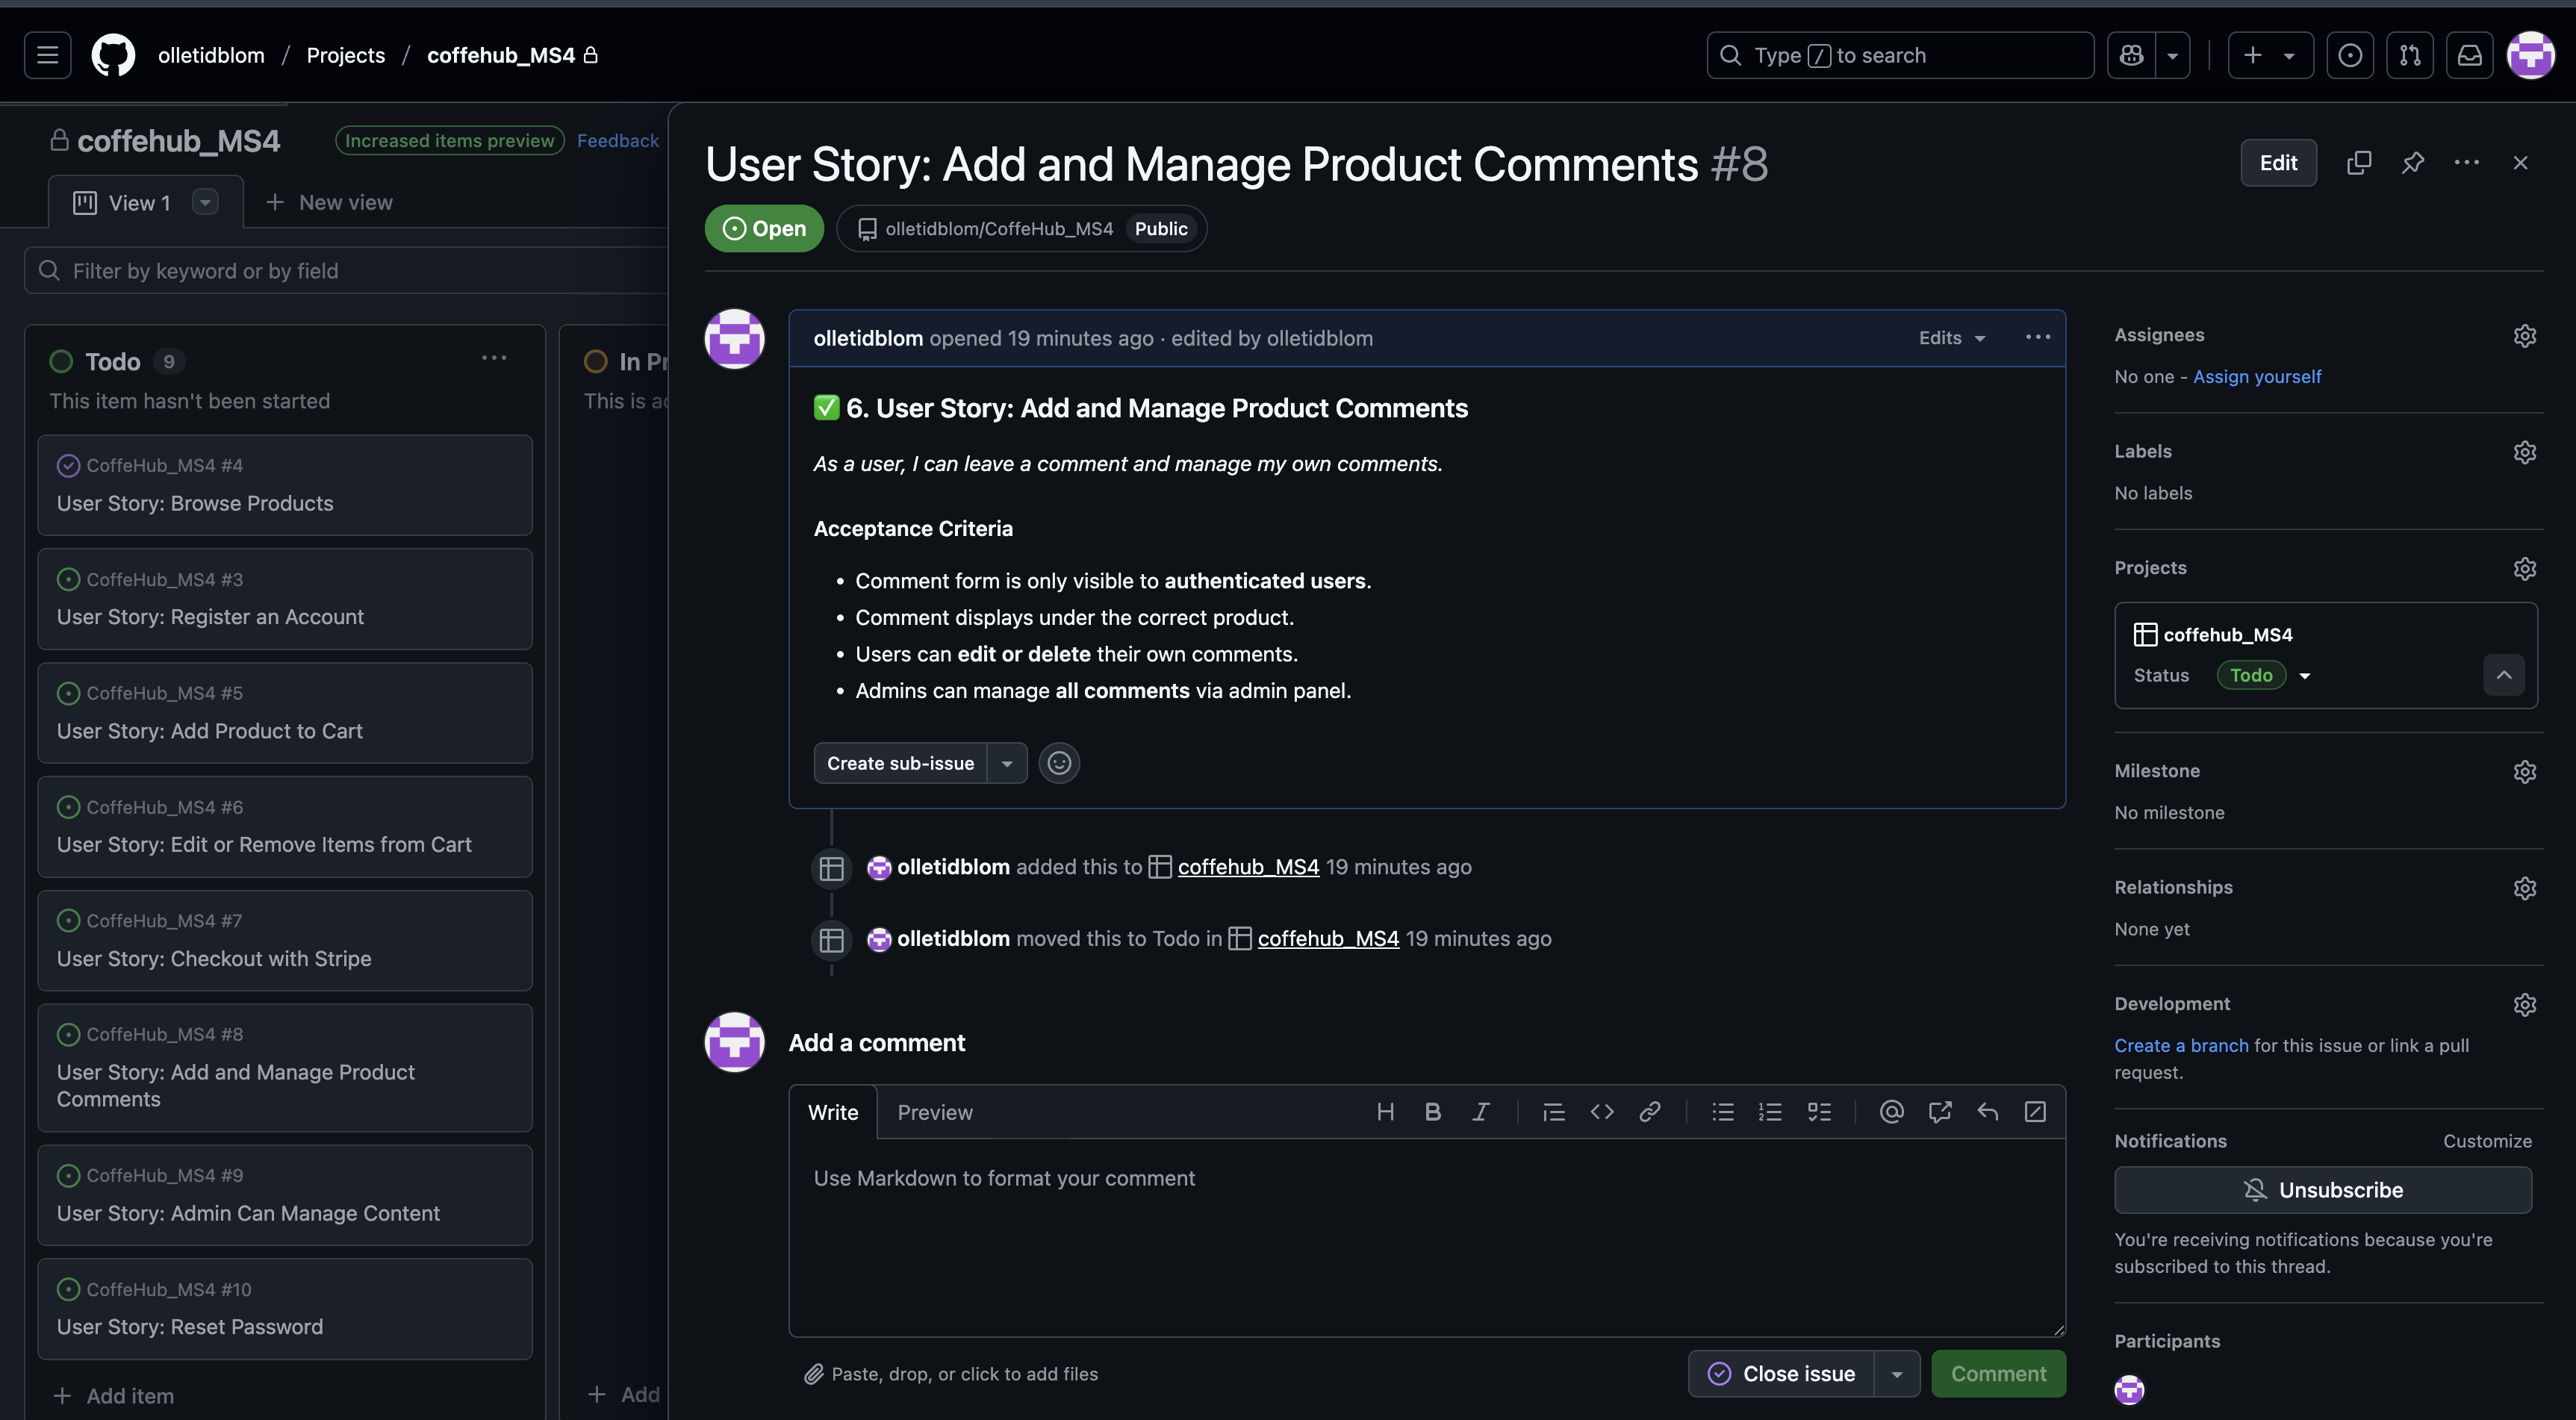 olletidblom / Projects / coffehub_MS4
Type / to search
coffehub_MS4
Increased items preview
Feedback
View 1
New view
Filter by keyword or by field
Todo 9
This item hasn't been started
CoffeHub_MS4 #4
User Story: Browse Products
CoffeHub_MS4 #3
User Story: Register an Account
CoffeHub_MS4 #5
User Story: Add Product to Cart
CoffeHub_MS4 #6
User Story: Edit or Remove Items from Cart
CoffeHub_MS4 #7
User Story: Checkout with Stripe
CoffeHub_MS4 #8
User Story: Add and Manage Product
Comments
CoffeHub_MS4 #9
User Story: Admin Can Manage Content
CoffeHub_MS4 #10
User Story: Reset Password
Add item
In Pr
This is a
Add
User Story: Add and Manage Product Comments #8
Edit
Open
olletidblom/CoffeHub_MS4 Public
olletidblom opened 19 minutes ago · edited by olletidblom
Edits
✅ 6. User Story: Add and Manage Product Comments
As a user, I can leave a comment and manage my own comments.
Acceptance Criteria
• Comment form is only visible to authenticated users.
• Comment displays under the correct product.
• Users can edit or delete their own comments.
• Admins can manage all comments via admin panel.
Create sub-issue
olletidblom added this to coffehub_MS4 19 minutes ago
olletidblom moved this to Todo in coffehub_MS4 19 minutes ago
Add a comment
Write
Preview
Use Markdown to format your comment
Paste, drop, or click to add files
Close issue
Comment
Assignees
No one - Assign yourself
Labels
No labels
Projects
coffehub_MS4
Status Todo
Milestone
No milestone
Relationships
None yet
Development
Create a branch for this issue or link a pull
request.
Notifications
Customize
Unsubscribe
You're receiving notifications because you're
subscribed to this thread.
Participants